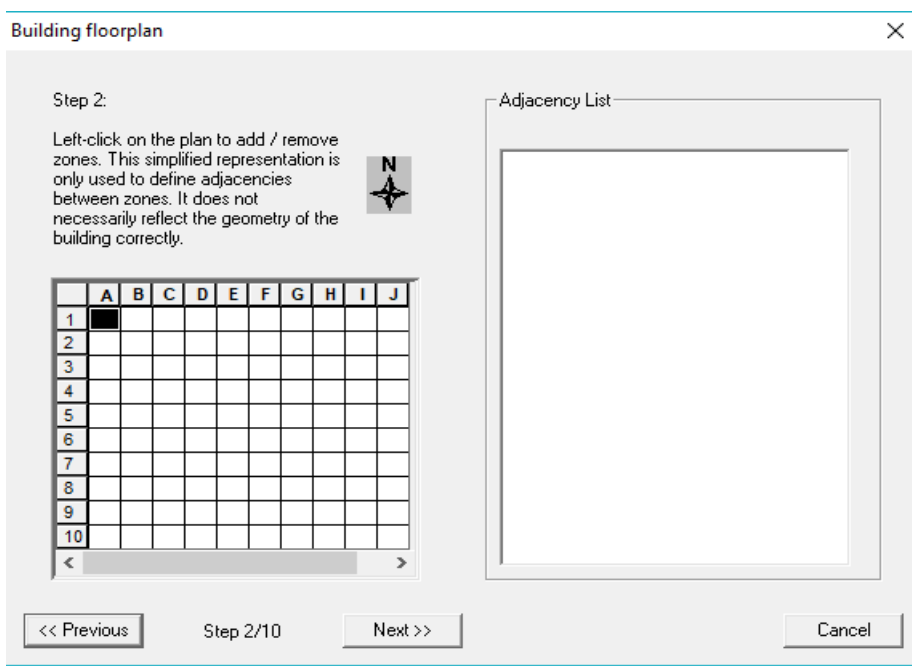 Building floorplan
Step 2:
Left-click on the plan to add / remove
zones. This simplified representation is
only used to define adjacencies
between zones. It does not
necessarily reflect the geometry of the
building correctly.
N
A B C D E F G H I J
1
2
3
4
5
6
7
8
9
10
Adjacency List
<< Previous
Step 2/10
Next >>
Cancel